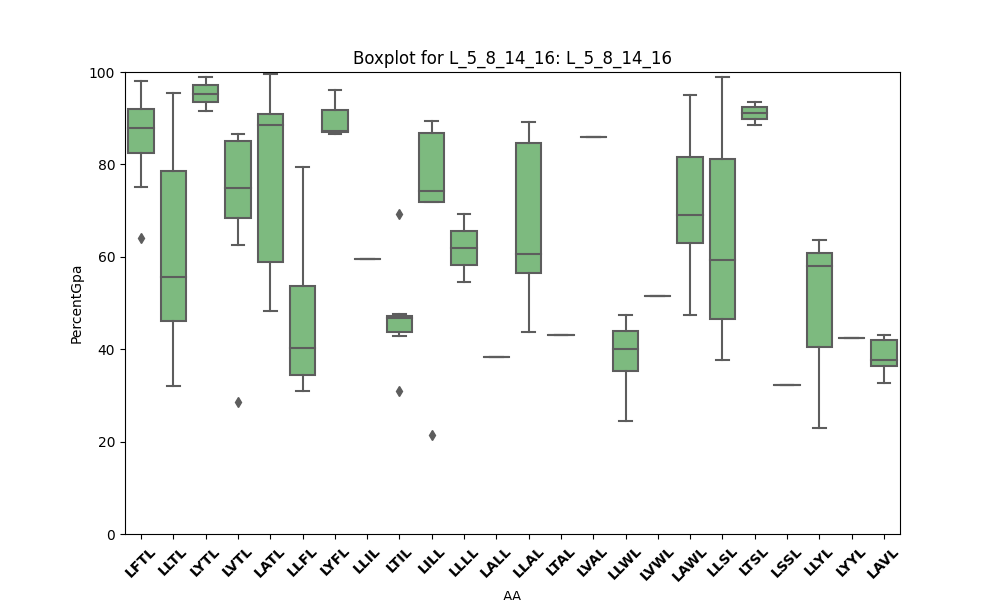 Boxplot for L_5_8_14_16: L_5_8_14_16
100
80
60
40
20
0
PercentGpa
LFTL LLTL LYTL LVTL LATL LLFL LYFL LLIL LTIL LILL LLLL LALL LLAL LTAL LVAL LLWL LVWL LAWL LLSL LTSL LSSL LLYL LYYL LAVL
AA